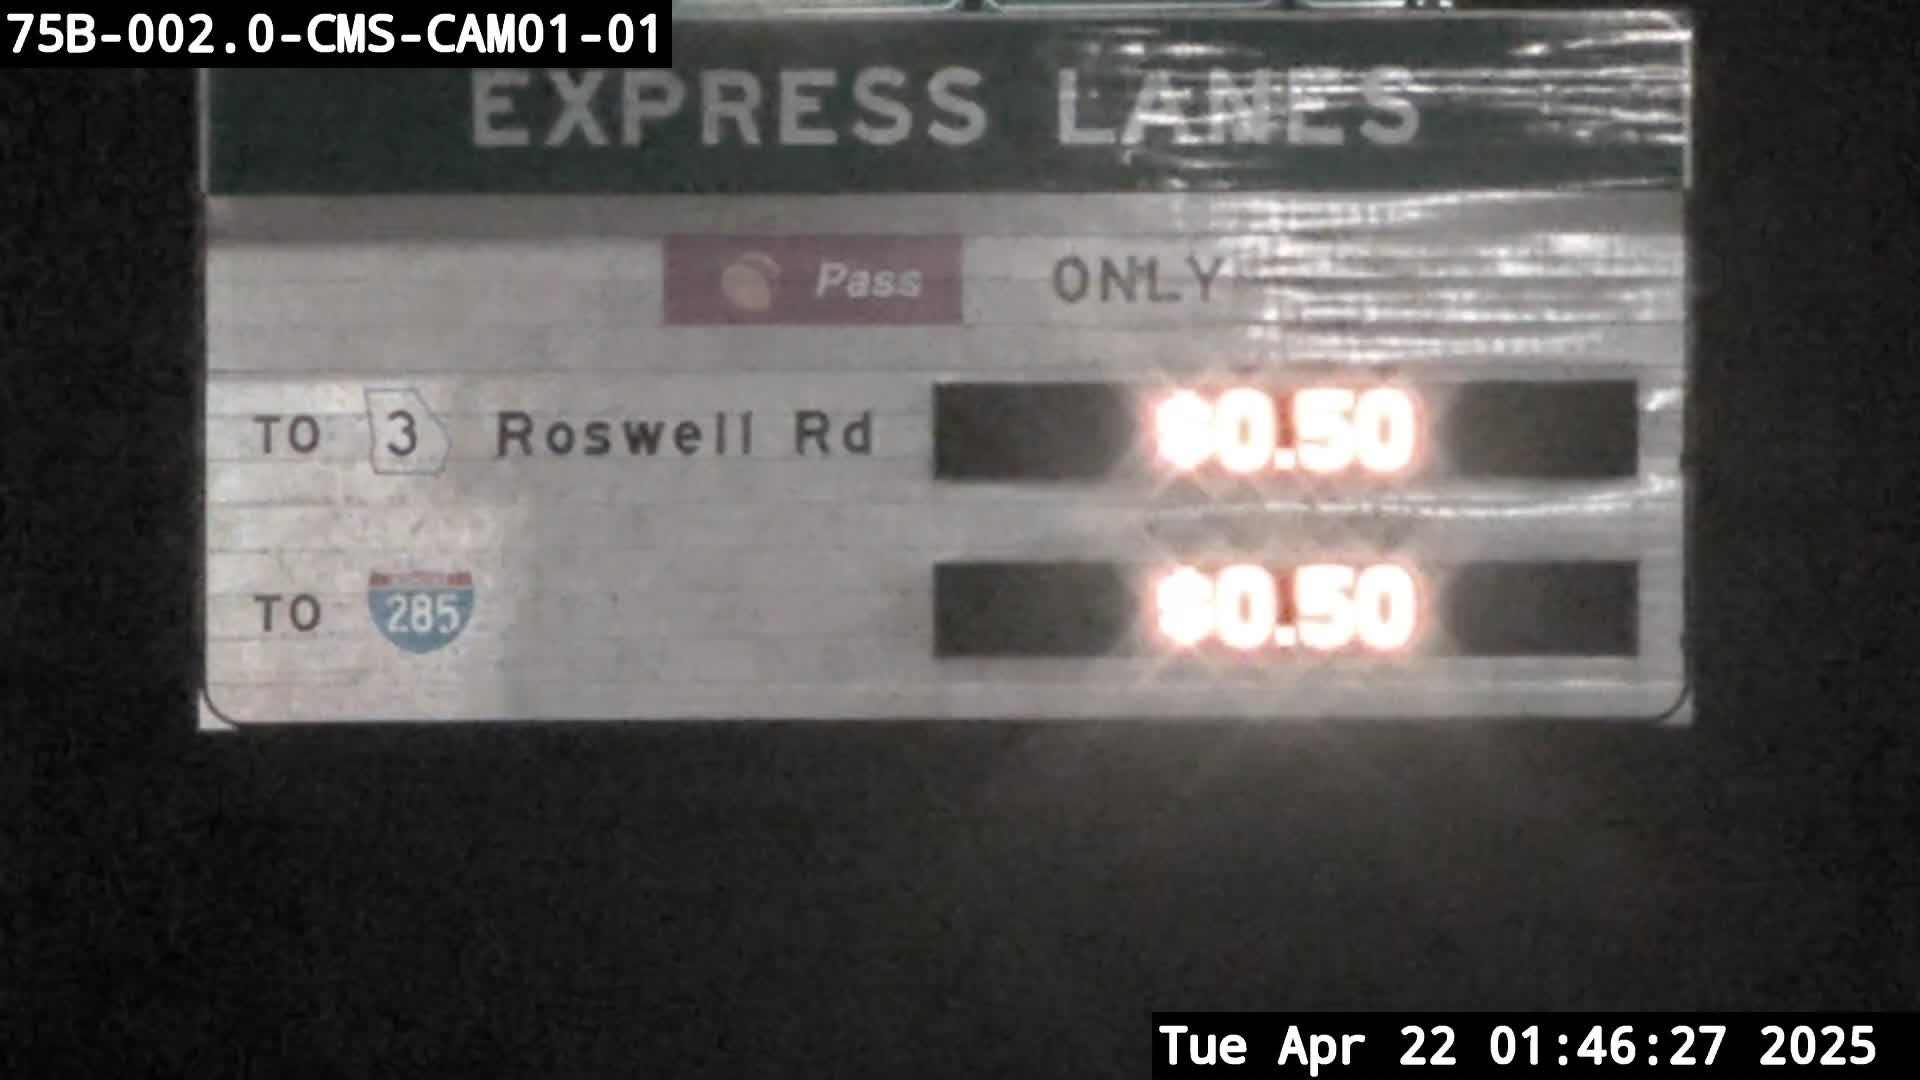 75B-002.0-CMS-CAM01-01
EXPRESS LANES
Pass ONLY
TO 3 Roswell Rd $0.50
TO 285 $0.50
Tue Apr 22 01:46:27 2025